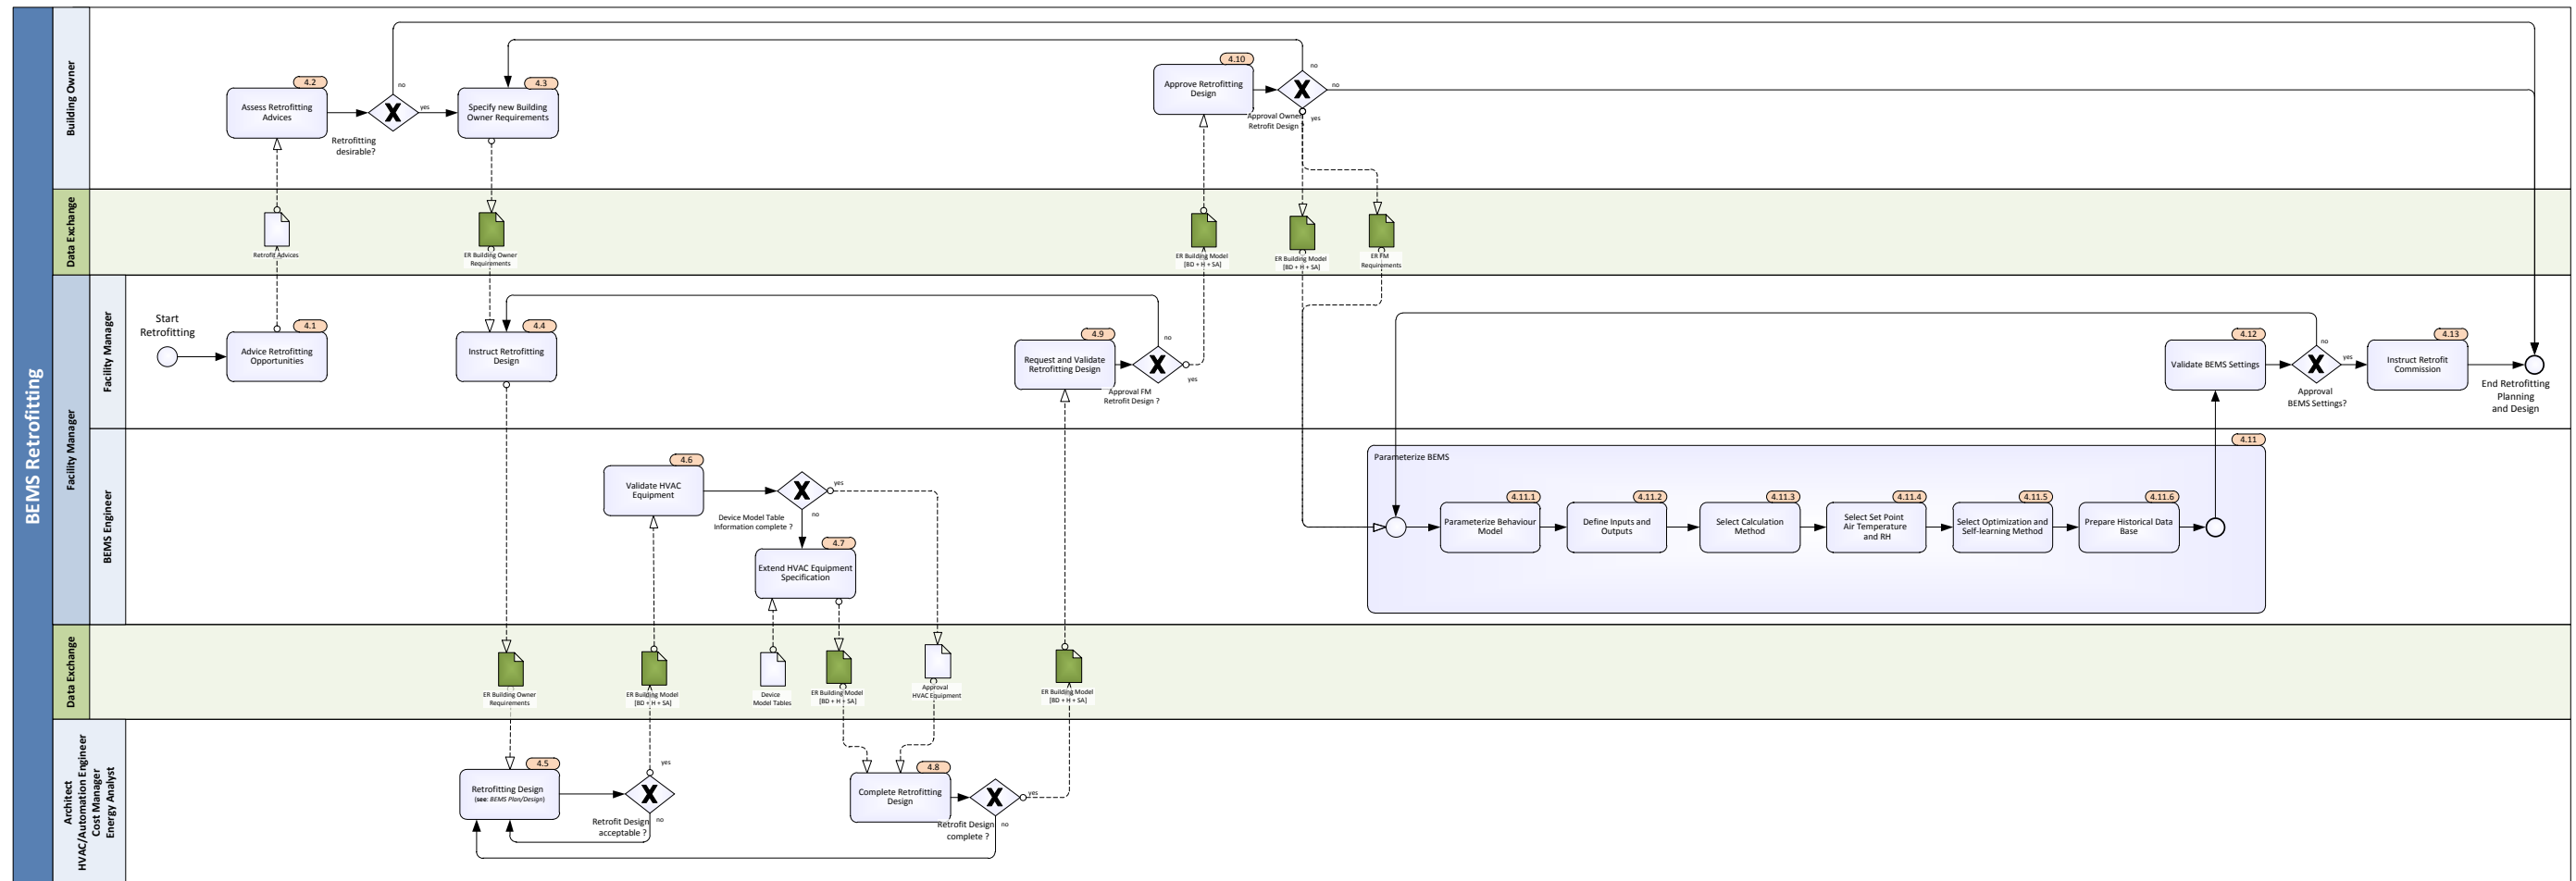 BEMS Retrofitting
Building Owner
4.2
Assess Retrofitting
Advices
no
yes
Retrofitting
desirable?
4.3
Specify new Building
Owner Requirements
4.10
Approve Retrofitting
Design
no
no
yes
Approval Owner
Retrofit Design
Data Exchange
Retrofit Advices
ER Building Owner
Requirements
ER Building Model
[BD + H + SA]
ER Building Model
[BD + H + SA]
ER FM
Requirements
Facility Manager
Facility Manager
Start
Retrofitting
4.1
Advice Retrofitting
Opportunities
4.4
Instruct Retrofitting
Design
4.9
Request and Validate
Retrofitting Design
no
yes
Approval FM
Retrofit Design ?
4.12
Validate BEMS Settings
no
yes
Approval
BEMS Settings?
4.13
Instruct Retrofit
Commission
End Retrofitting
Planning
and Design
BEMS Engineer
4.6
Validate HVAC
Equipment
yes
no
Device Model Table
Information complete ?
4.7
Extend HVAC Equipment
Specification
4.11
Parameterize BEMS
4.11.1
Parameterize Behaviour
Model
4.11.2
Define Inputs and
Outputs
4.11.3
Select Calculation
Method
4.11.4
Select Set Point
Air Temperature
and RH
4.11.5
Select Optimization and
Self-learning Method
4.11.6
Prepare Historical Data
Base
Data Exchange
ER Building Owner
Requirements
ER Building Model
[BD + H + SA]
Device
Model Tables
ER Building Model
[BD + H + SA]
Approval
HVAC Equipment
ER Building Model
[BD + H + SA]
Architect
HVAC/Automation Engineer
Cost Manager
Energy Analyst
4.5
Retrofitting Design
(see: BEMS Plan/Design)
yes
no
Retrofit Design
acceptable ?
4.8
Complete Retrofitting
Design
yes
no
Retrofit Design
complete ?